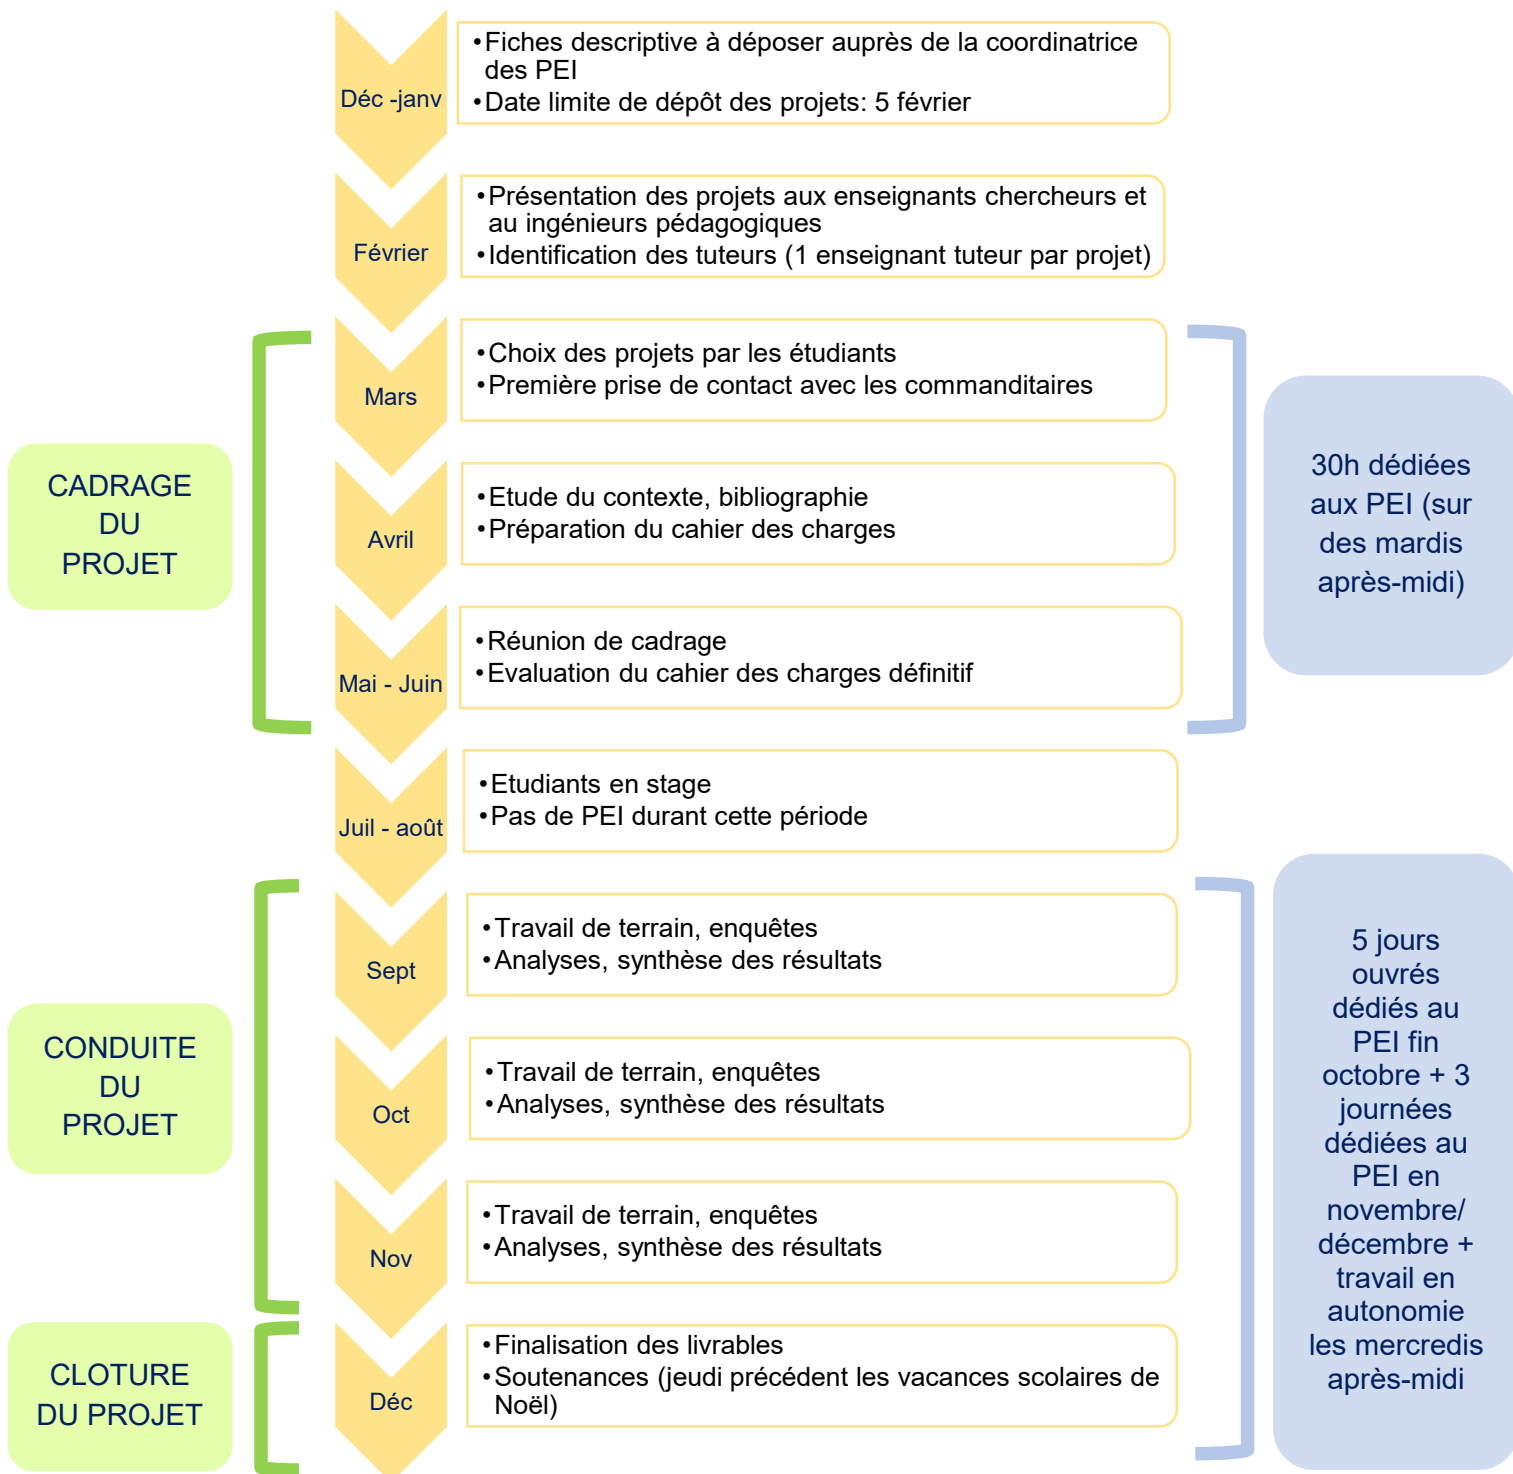 Déc -janv
•Fiches descriptive à déposer auprès de la coordinatrice
des PEI
•Date limite de dépôt des projets: 5 février
Février
•Présentation des projets aux enseignants chercheurs et
au ingénieurs pédagogiques
•Identification des tuteurs (1 enseignant tuteur par projet)
CADRAGE
DU
PROJET
Mars
•Choix des projets par les étudiants
•Première prise de contact avec les commanditaires
Avril
•Etude du contexte, bibliographie
•Préparation du cahier des charges
Mai - Juin
•Réunion de cadrage
•Evaluation du cahier des charges définitif
30h dédiées
aux PEI (sur
des mardis
après-midi)
Juil - août
•Etudiants en stage
•Pas de PEI durant cette période
CONDUITE
DU
PROJET
Sept
•Travail de terrain, enquêtes
•Analyses, synthèse des résultats
Oct
•Travail de terrain, enquêtes
•Analyses, synthèse des résultats
Nov
•Travail de terrain, enquêtes
•Analyses, synthèse des résultats
CLOTURE
DU PROJET
Déc
•Finalisation des livrables
•Soutenances (jeudi précédent les vacances scolaires de
Noël)
5 jours
ouvrés
dédiés au
PEI fin
octobre + 3
journées
dédiées au
PEI en
novembre/
décembre +
travail en
autonomie
les mercredis
après-midi